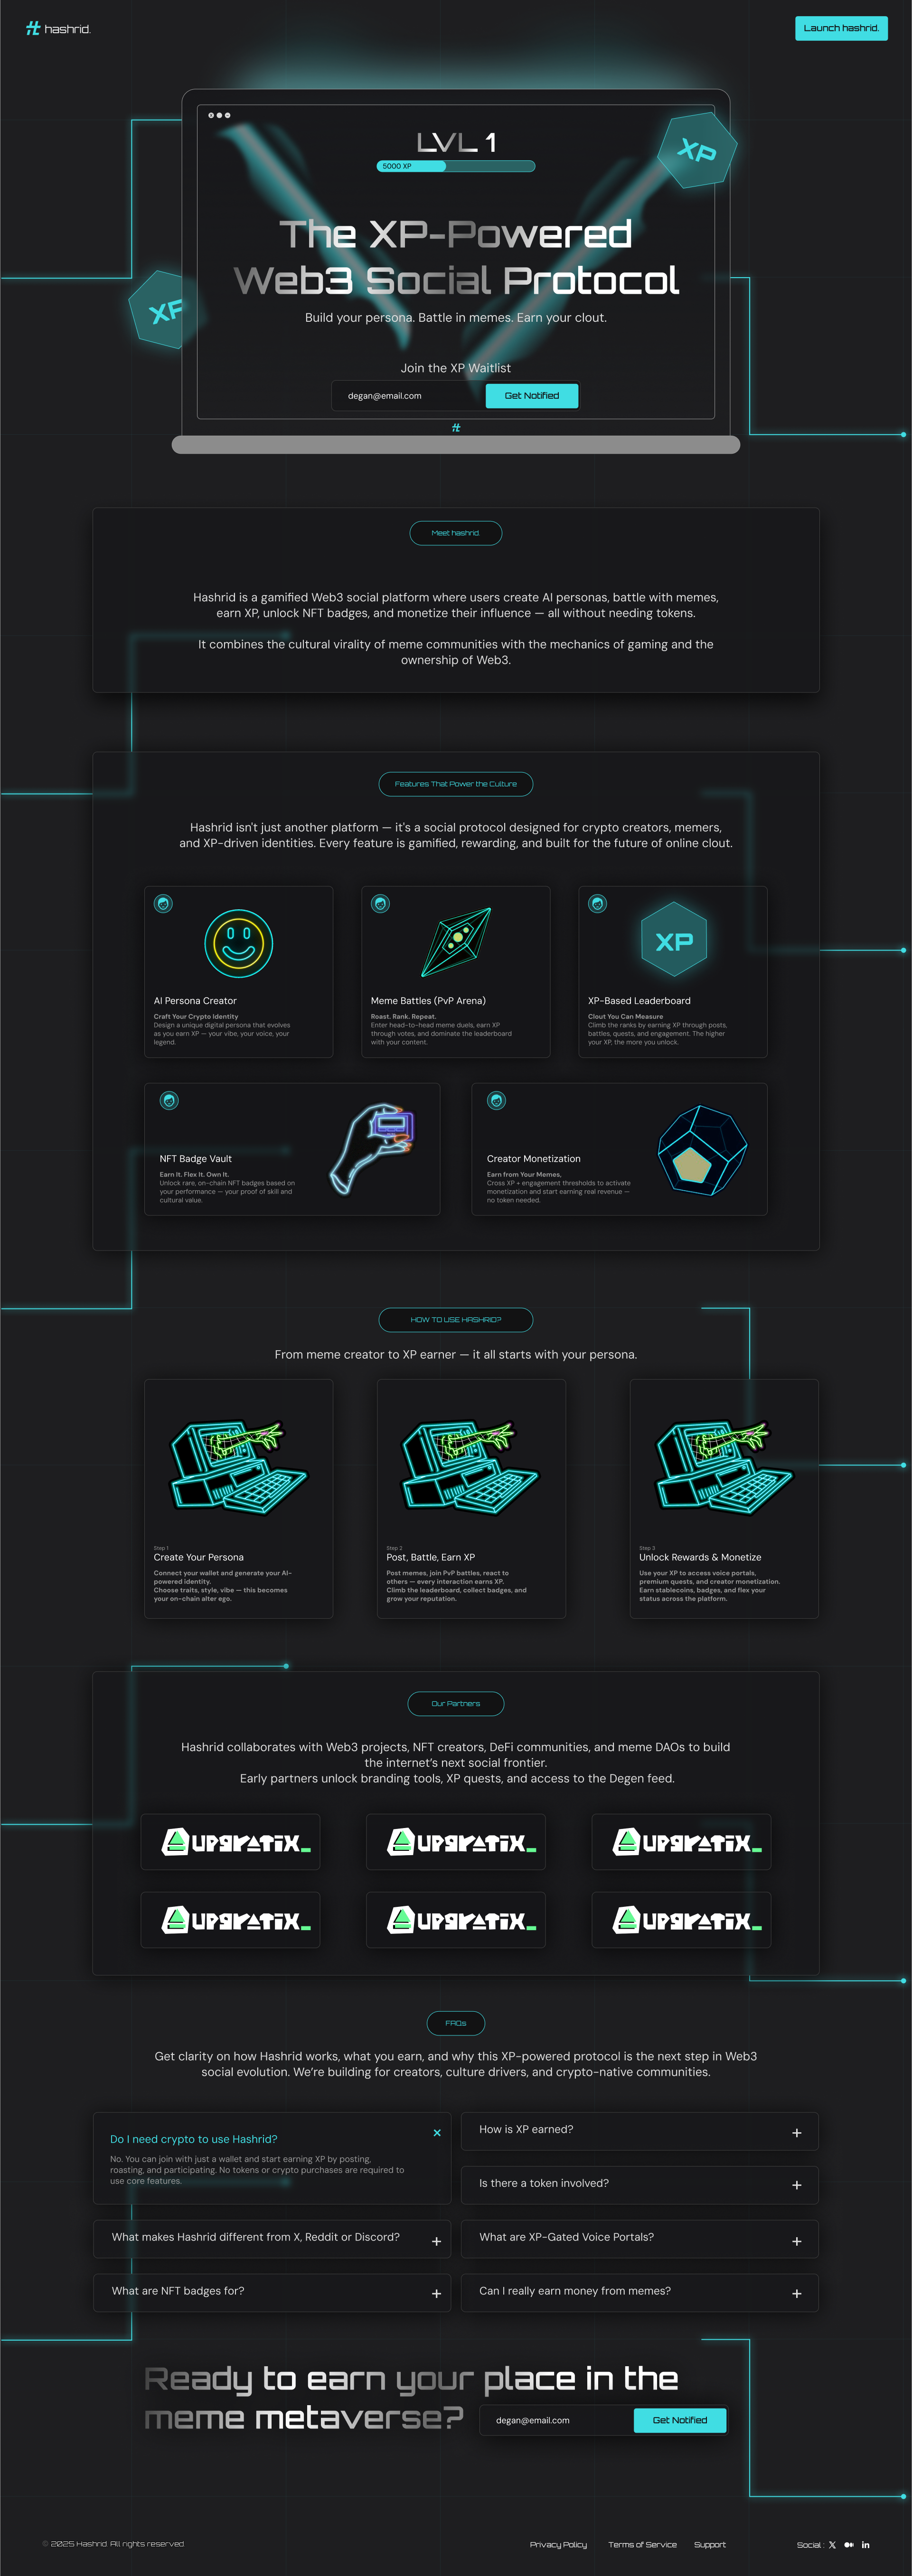 hashrid.
Launch hashrid.
LVL 1
5000 XP
XP
The XP-Powered
Web3 Social Protocol
XP
Build your persona. Battle in memes. Earn your clout.
Join the XP Waitlist
degan@email.com
Get Notified
Meet hashrid.
Hashrid is a gamified Web3 social platform where users create AI personas, battle with memes,
earn XP, unlock NFT badges, and monetize their influence — all without needing tokens.
It combines the cultural virality of meme communities with the mechanics of gaming and the
ownership of Web3.
Features That Power the Culture
Hashrid isn't just another platform — it's a social protocol designed for crypto creators, memers,
and XP-driven identities. Every feature is gamified, rewarding, and built for the future of online clout.
AI Persona Creator
Craft Your Crypto Identity
Design a unique digital persona that evolves
as you earn XP — your vibe, your voice, your
legend.
Meme Battles (PvP Arena)
Roast. Rank. Repeat.
Enter head-to-head meme duels, earn XP
through votes, and dominate the leaderboard
with your content.
XP
XP-Based Leaderboard
Clout You Can Measure
Climb the ranks by earning XP through posts,
battles, quests, and engagement. The higher
your XP, the more you unlock.
NFT Badge Vault
Earn It. Flex It. Own It.
Unlock rare, on-chain NFT badges based on
your performance — your proof of skill and
cultural value.
Creator Monetization
Earn from Your Memes.
Cross XP + engagement thresholds to activate
monetization and start earning real revenue —
no token needed.
HOW TO USE HASHRID?
From meme creator to XP earner — it all starts with your persona.
Step 1
Create Your Persona
Connect your wallet and generate your AI-
powered identity.
Choose traits, style, vibe — this becomes
your on-chain alter ego.
Step 2
Post, Battle, Earn XP
Post memes, join PvP battles, react to
others — every interaction earns XP.
Climb the leaderboard, collect badges, and
grow your reputation.
Step 3
Unlock Rewards & Monetize
Use your XP to access voice portals,
premium quests, and creator monetization.
Earn stablecoins, badges, and flex your
status across the platform.
Our Partners
Hashrid collaborates with Web3 projects, NFT creators, DeFi communities, and meme DAOs to build
the internet's next social frontier.
Early partners unlock branding tools, XP quests, and access to the Degen feed.
UPGRATIX_
UPGRATIX_
UPGRATIX_
UPGRATIX_
UPGRATIX_
UPGRATIX_
FAQs
Get clarity on how Hashrid works, what you earn, and why this XP-powered protocol is the next step in Web3
social evolution. We're building for creators, culture drivers, and crypto-native communities.
Do I need crypto to use Hashrid?
No. You can join with just a wallet and start earning XP by posting,
roasting, and participating. No tokens or crypto purchases are required to
use core features.
How is XP earned?
Is there a token involved?
What makes Hashrid different from X, Reddit or Discord?
What are XP-Gated Voice Portals?
What are NFT badges for?
Can I really earn money from memes?
Ready to earn your place in the
meme metaverse?
degan@email.com
Get Notified
© 2025 Hashrid. All rights reserved
Privacy Policy
Terms of Service
Support
Social :